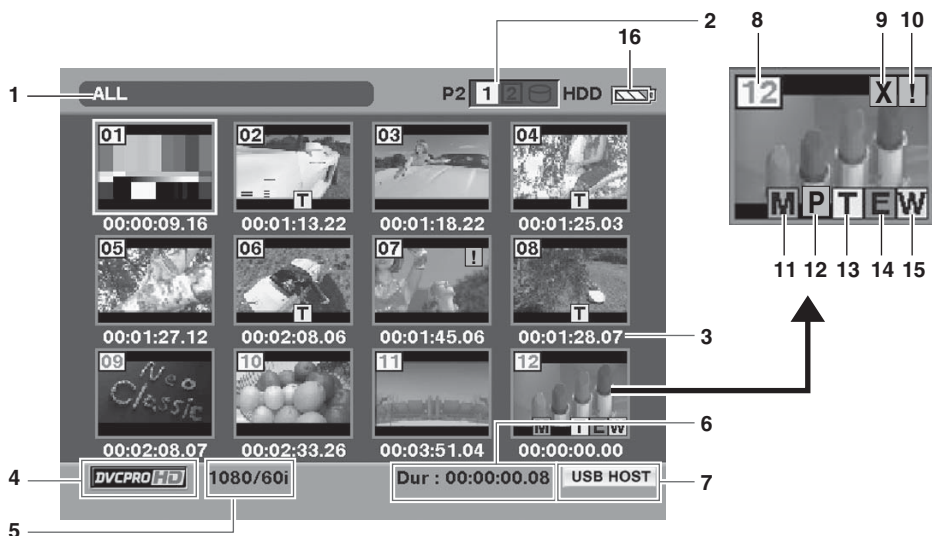 2
16
8
9
10
1
ALL
P2 1 2 HDD
12
X
!
01
02
03
04
T
T
00:00:09.16
00:01:13.22
00:01:18.22
00:01:25.03
M
P
T
E
W
05
06
07
!
08
11
12
13
14
15
T
T
00:01:27.12
00:02:08.06
00:01:45.06
00:01:28.07
3
09
10
11
12
Neo
Classic
M
T
E
W
6
00:02:08.07
00:02:33.26
00:03:51.04
00:00:00.00
4
DVCPRO HD
1080/60i
Dur : 00:00:00.08
USB HOST
7
5